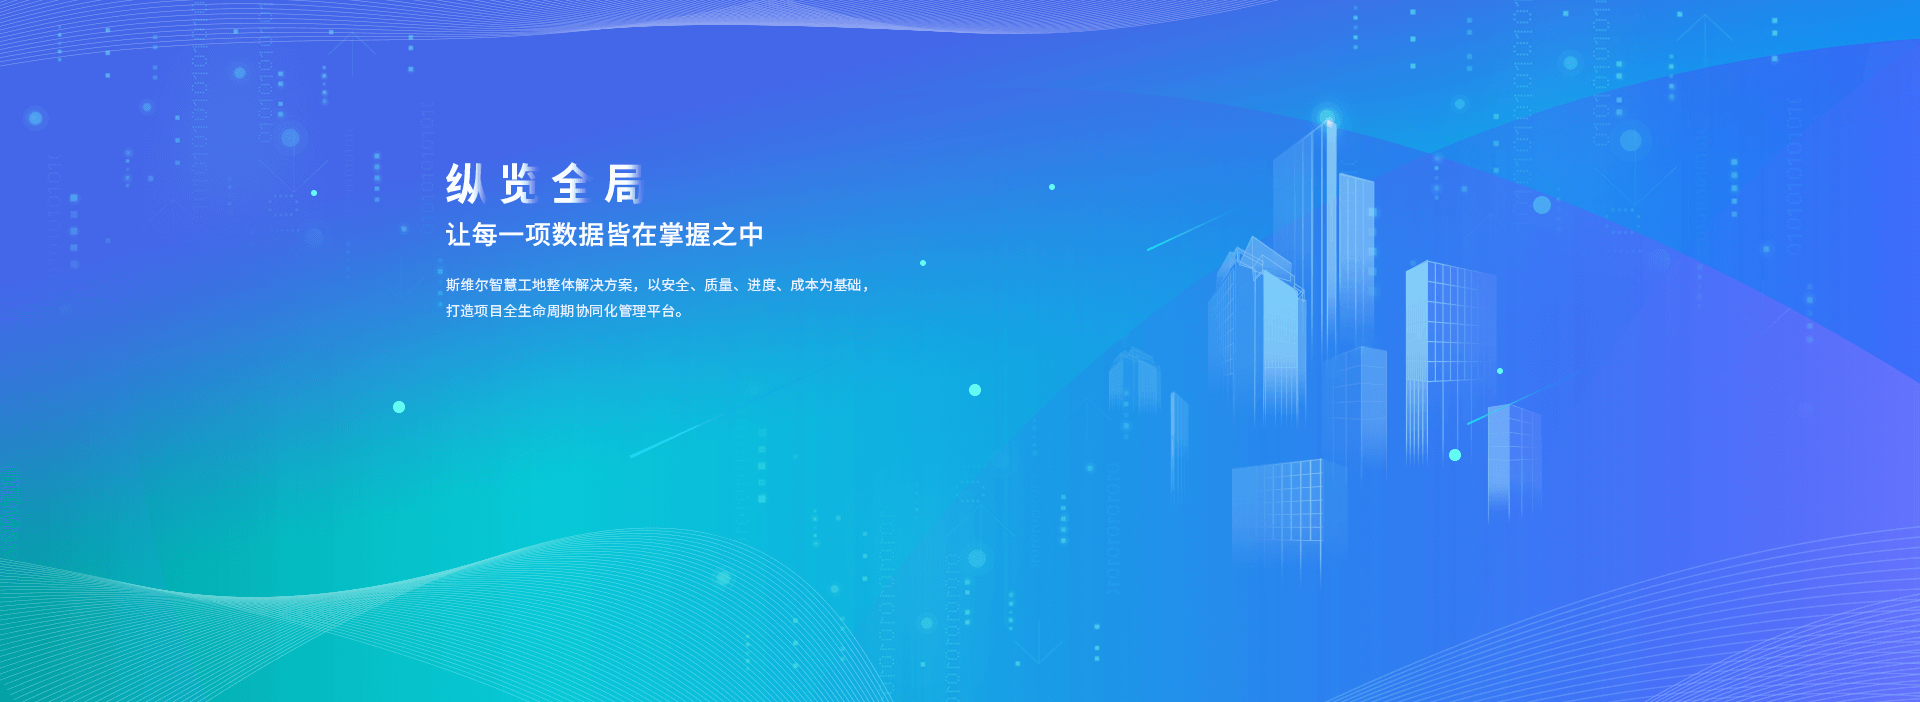 纵览全局
让每一项数据皆在掌握之中
斯维尔智慧工地整体解决方案，以安全、质量、进度、成本为基础，
打造项目全生命周期协同化管理平台。